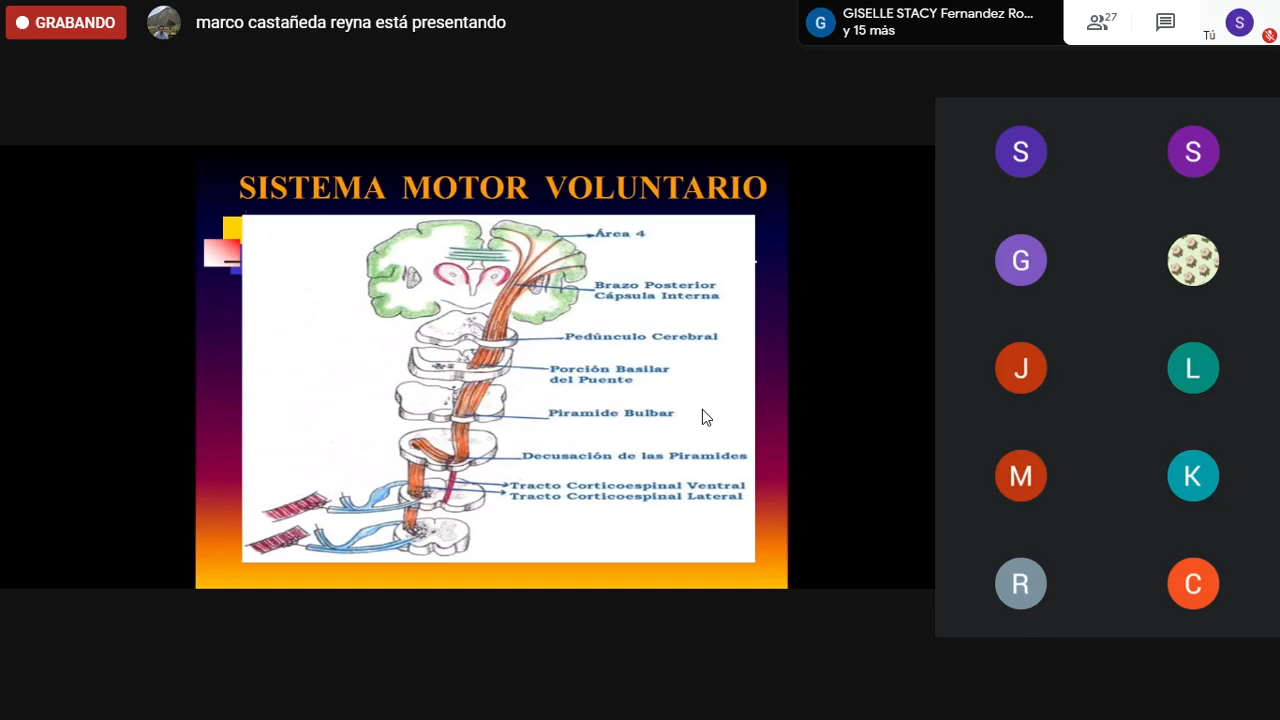 GRABANDO
marco castañeda reyna está presentando
G
GISELLE STACY Fernandez Ro...
y 15 más
27
Tú
S
SISTEMA MOTOR VOLUNTARIO
Área 4
Brazo Posterior
Cápsula Interna
Pedúnculo Cerebral
Porción Basilar
del Puente
Piramide Bulbar
Decusación de las Piramides
Tracto Corticoespinal Ventral
Tracto Corticoespinal Lateral
S
S
G
J
L
M
K
R
C